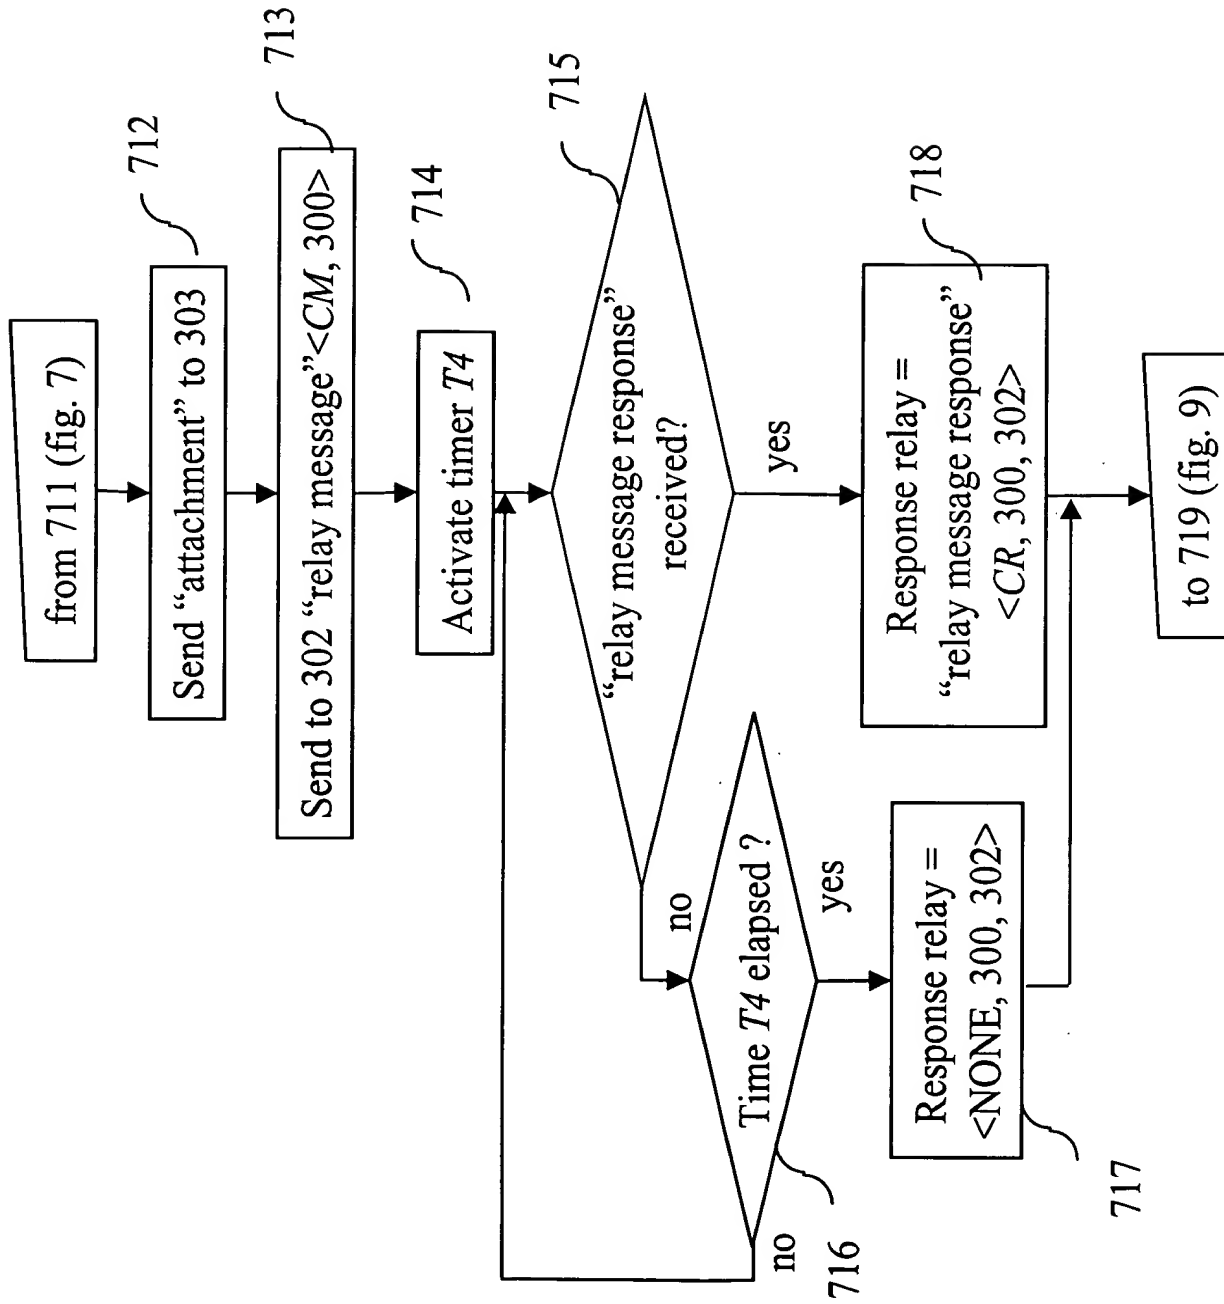 from 711 (fig. 7)
712
Send “attachment” to 303
713
Send to 302 “relay message”<CM, 300>
714
Activate timer T4
715
“relay message response”
received?
no
yes
716
Time T4 elapsed ?
no
yes
717
Response relay =
<NONE, 300, 302>
718
Response relay =
“relay message response”
<CR, 300, 302>
to 719 (fig. 9)